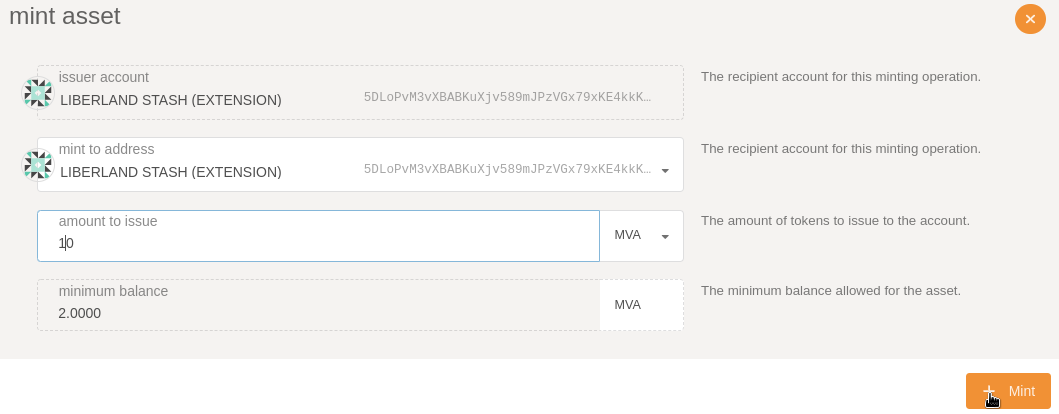 mint asset
issuer account
LIBERLAND STASH (EXTENSION) 5DLoPvM3vXBABKuXjv589mJPzVGx79xKE4kkK…
The recipient account for this minting operation.
mint to address
LIBERLAND STASH (EXTENSION) 5DLoPvM3vXBABKuXjv589mJPzVGx79xKE4kkK…
The recipient account for this minting operation.
amount to issue
10 MVA
The amount of tokens to issue to the account.
minimum balance
2.0000 MVA
The minimum balance allowed for the asset.
Mint